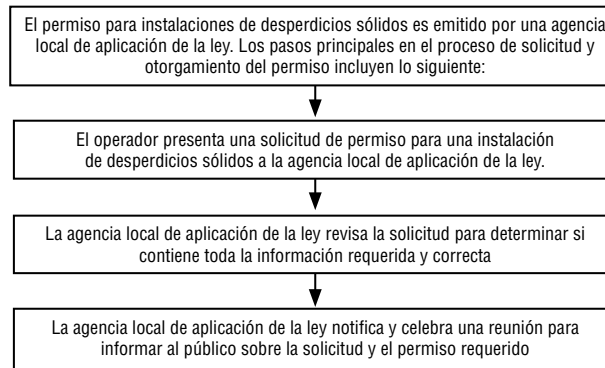 El permiso para instalaciones de desperdicios sólidos es emitido por una agencia
local de aplicación de la ley. Los pasos principales en el proceso de solicitud y
otorgamiento del permiso incluyen lo siguiente:
El operador presenta una solicitud de permiso para una instalación
de desperdicios sólidos a la agencia local de aplicación de la ley.
La agencia local de aplicación de la ley revisa la solicitud para determinar si
contiene toda la información requerida y correcta
La agencia local de aplicación de la ley notifica y celebra una reunión para
informar al público sobre la solicitud y el permiso requerido